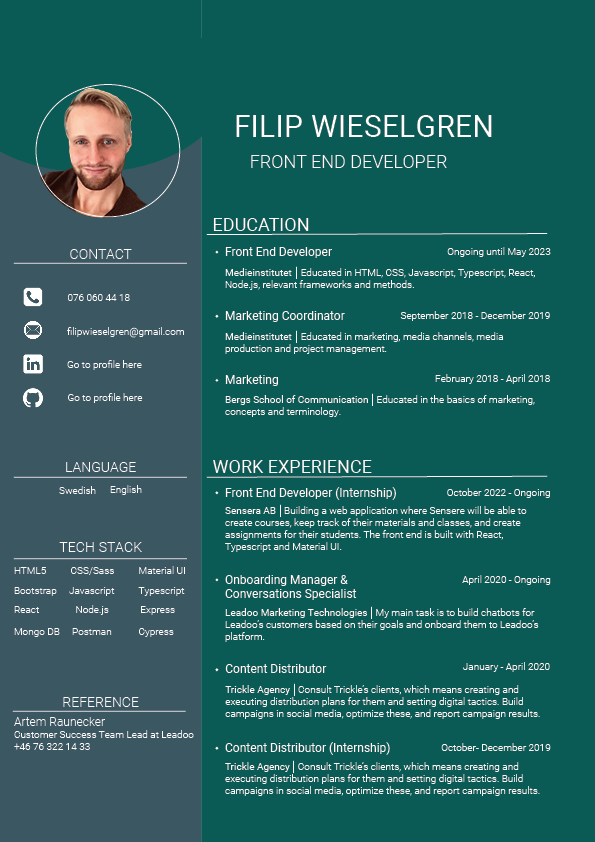 FILIP WIESELGREN
FRONT END DEVELOPER
CONTACT
076 060 44 18
filipwieselgren@gmail.com
in
Go to profile here
Go to profile here
LANGUAGE
Swedish English
TECH STACK
HTML5 CSS/Sass Material UI
Bootstrap Javascript Typescript
React Node.js Express
Mongo DB Postman Cypress
REFERENCE
Artem Raunecker
Customer Success Team Lead at Leadoo
+46 76 322 14 33
EDUCATION
• Front End Developer Ongoing until May 2023
Medieinstitutet | Educated in HTML, CSS, Javascript, Typescript, React,
Node.js, relevant frameworks and methods.
• Marketing Coordinator September 2018 - December 2019
Medieinstitutet | Educated in marketing, media channels, media
production and project management.
• Marketing February 2018 - April 2018
Bergs School of Communication | Educated in the basics of marketing,
concepts and terminology.
WORK EXPERIENCE
• Front End Developer (Internship) October 2022 - Ongoing
Sensera AB | Building a web application where Sensere will be able to
create courses, keep track of their materials and classes, and create
assignments for their students. The front end is built with React,
Typescript and Material UI.
• Onboarding Manager & April 2020 - Ongoing
Conversations Specialist
Leadoo Marketing Technologies | My main task is to build chatbots for
Leadoo's customers based on their goals and onboard them to Leadoo's
platform.
• Content Distributor January - April 2020
Trickle Agency | Consult Trickle's clients, which means creating and
executing distribution plans for them and setting digital tactics. Build
campaigns in social media, optimize these, and report campaign results.
• Content Distributor (Internship) October- December 2019
Trickle Agency | Consult Trickle's clients, which means creating and
executing distribution plans for them and setting digital tactics. Build
campaigns in social media, optimize these, and report campaign results.